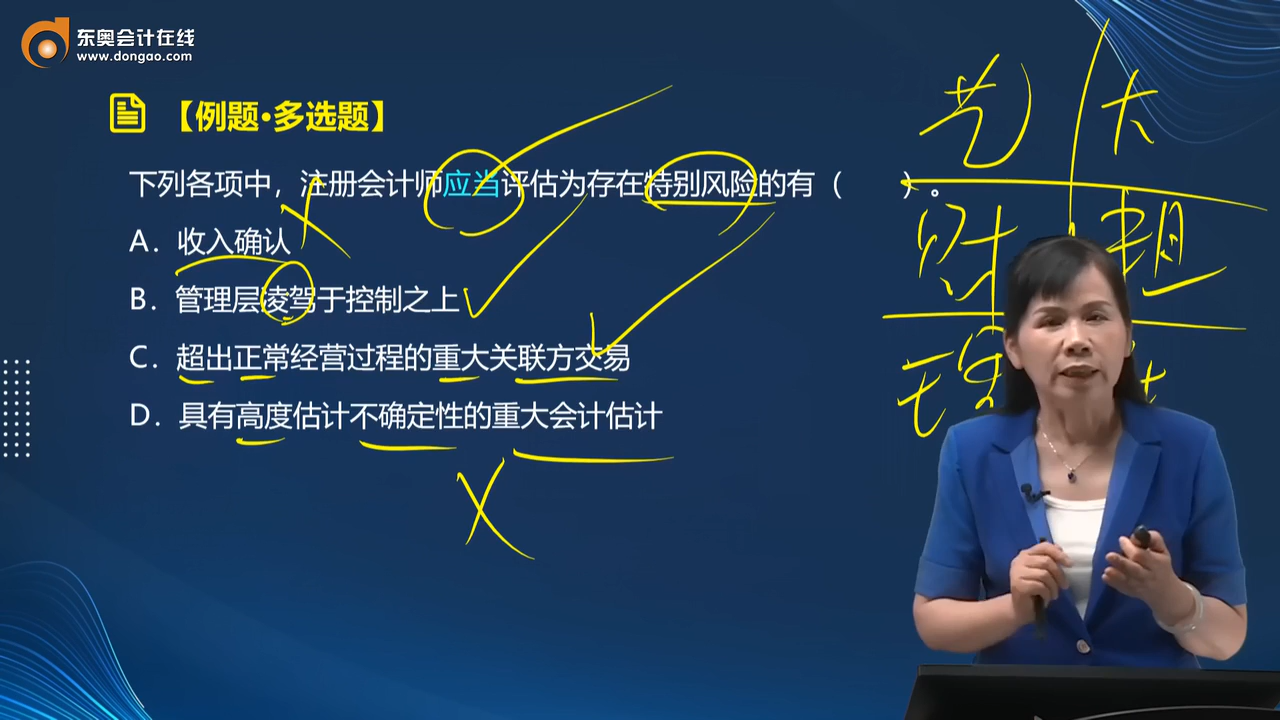 东奥会计在线
www.dongao.com
【例题·多选题】
下列各项中，注册会计师应当评估为存在特别风险的有（　　）。
A．收入确认
B．管理层凌驾于控制之上
C．超出正常经营过程的重大关联方交易
D．具有高度估计不确定性的重大会计估计
大
财